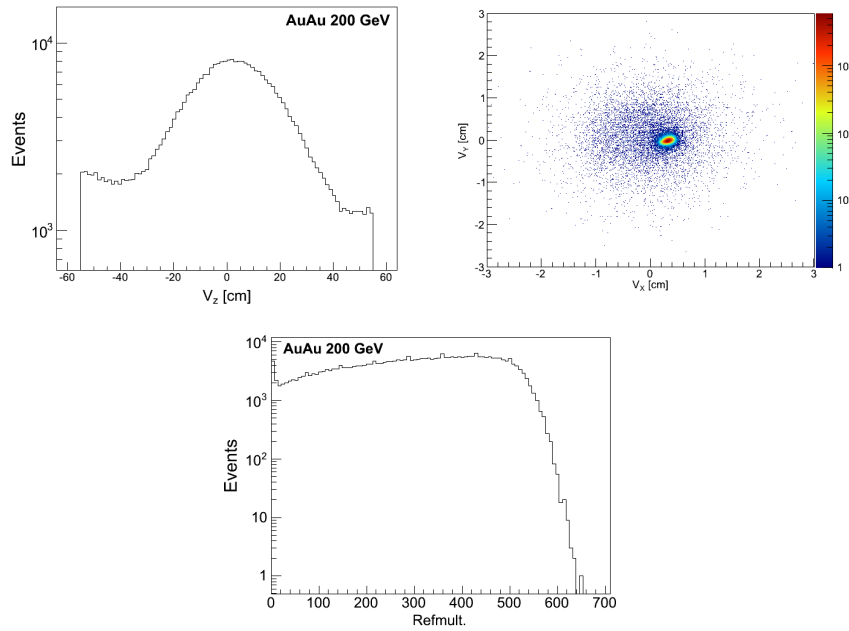 AuAu 200 GeV
10^4
10^3
Events
-60 -40 -20 0 20 40 60
V_z [cm]
3
2
1
0
-1
-2
-3
V_Y [cm]
-3 -2 -1 0 1 2 3
V_X [cm]
10
10
10
1
AuAu 200 GeV
10^4
10^3
10^2
10
1
Events
0 100 200 300 400 500 600 700
Refmult.